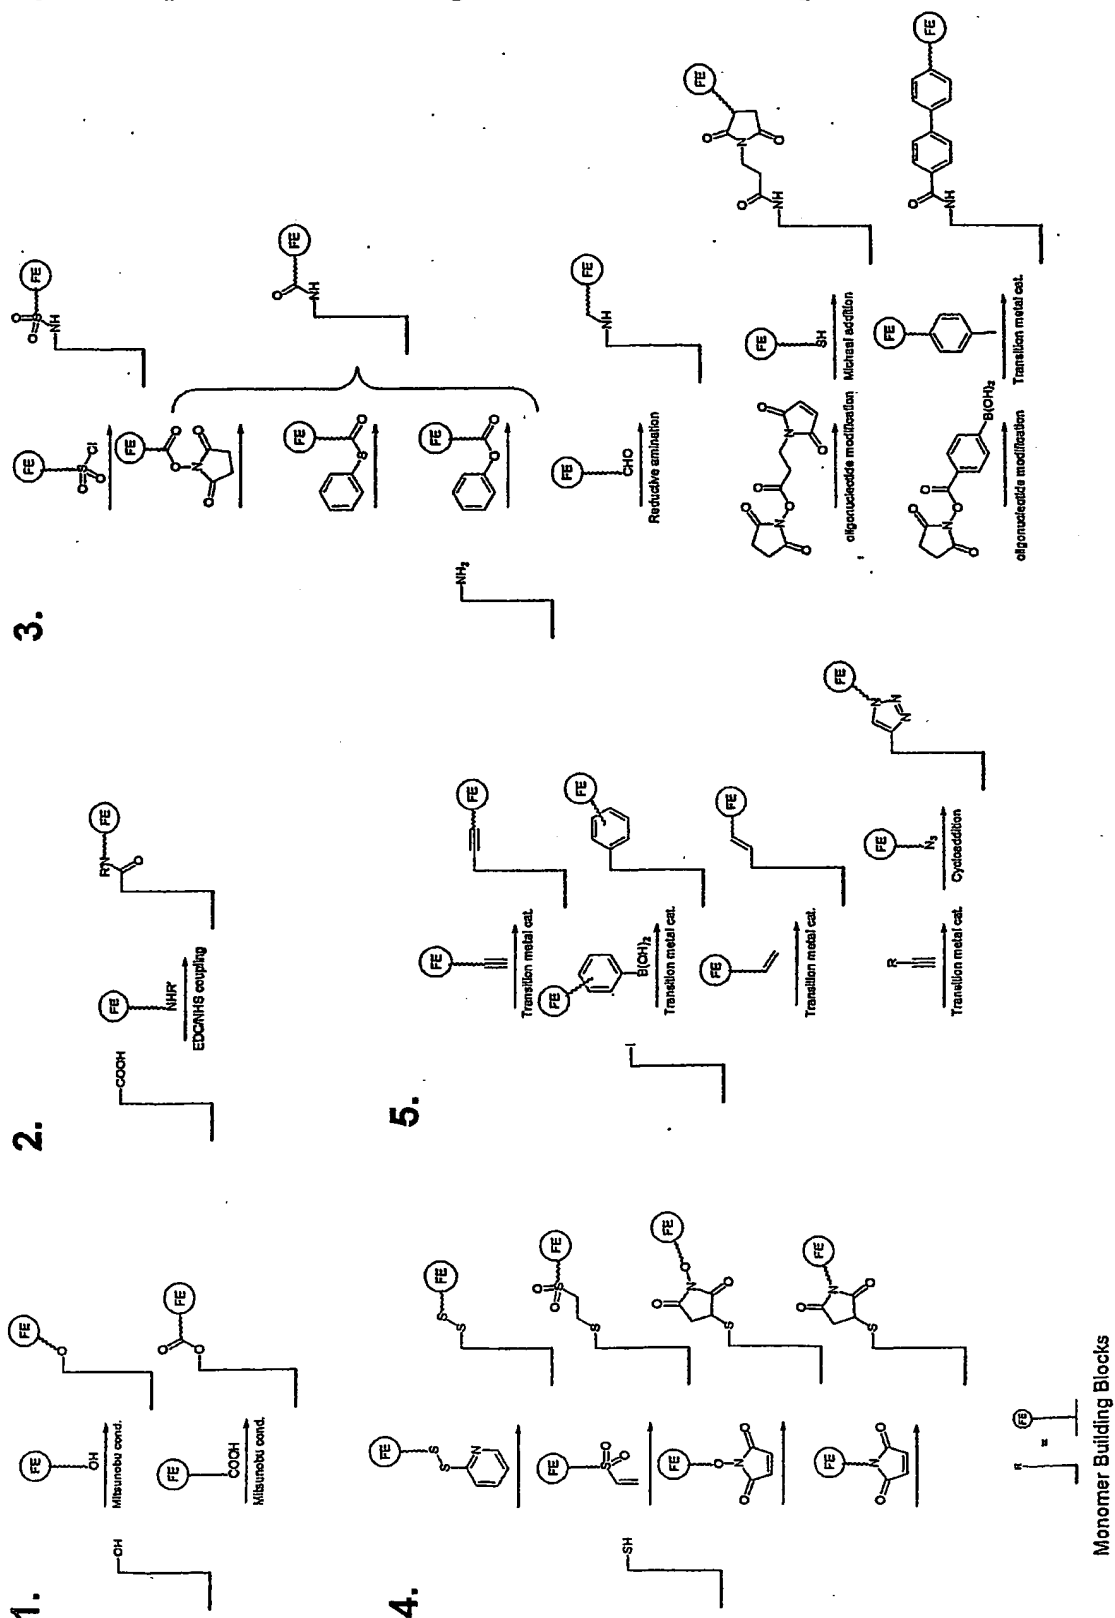 1.
OH
FE
OH
Mitsunobu cond.
FE
O
FE
COOH
Mitsunobu cond.
O
O
FE
2.
COOH
FE
NHR'
EDC/NHS coupling
R'
N
FE
O
3.
NH2
FE
O
S
Cl
O
O
O
S
FE
NH
FE
O
O
N
O
O
FE
O
S
FE
O
O
O
FE
NH
FE
CHO
Reductive amination
FE
NH
O
N
O
O
O
O
N
O
oligonucleotide modification
FE
SH
Michael addition
FE
O
N
O
O
NH
O
N
O
O
O
B(OH)2
oligonucleotide modification
FE
Transition metal cat.
O
NH
FE
4.
SH
FE
S
S
N
S
S
FE
FE
S
O
O
O
O
S
FE
S
FE
O
N
O
O
FE
O
O
N
O
S
FE
N
O
O
FE
O
N
O
S
5.
I
FE
Transition metal cat.
FE
FE
B(OH)2
Transition metal cat.
FE
FE
Transition metal cat.
FE
R
Transition metal cat.
FE
N3
Cycloaddition
FE
N
N
N
R
=
FE
Monomer Building Blocks